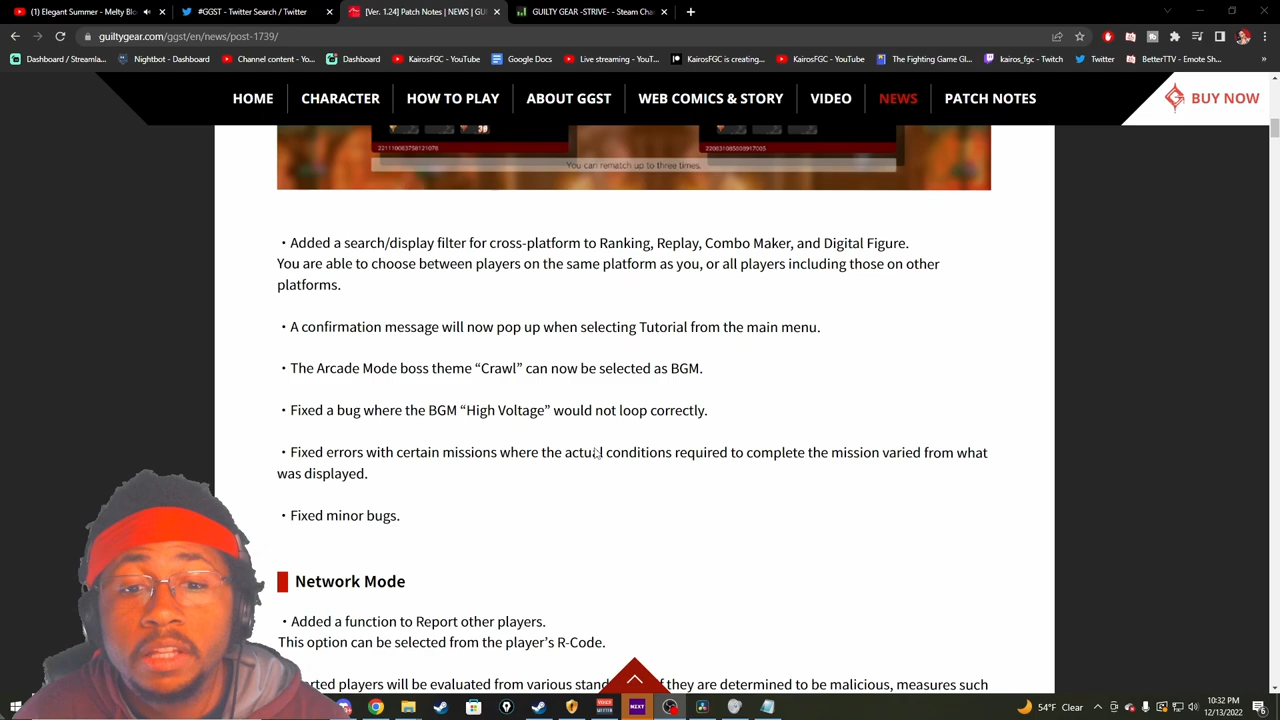 (1) Elegant Summer - Melty Blo
#GGST - Twitter Search / Twitter
[Ver. 1.24] Patch Notes | NEWS | GU
GUILTY GEAR -STRIVE- - Steam Cha
guiltygear.com/ggst/en/news/post-1739/
Dashboard / Streamla...
Nightbot - Dashboard
Channel content - Yo...
Dashboard
KairosFGC - YouT...
Google Docs
Live streaming - YouT...
KairosFGC is creating...
KairosFGC - YouTube
The Fighting Game Gl...
kairos_fgc - Twitch
Twitter
BetterTTV - Emote Sh...
HOME
CHARACTER
HOW TO PLAY
ABOUT GGST
WEB COMICS & STORY
VIDEO
NEWS
PATCH NOTES
BUY NOW
You can rematch up to three times.
・Added a search/display filter for cross-platform to Ranking, Replay, Combo Maker, and Digital Figure.
You are able to choose between players on the same platform as you, or all players including those on other
platforms.
・A confirmation message will now pop up when selecting Tutorial from the main menu.
・The Arcade Mode boss theme “Crawl” can now be selected as BGM.
・Fixed a bug where the BGM “High Voltage” would not loop correctly.
・Fixed errors with certain missions where the actual conditions required to complete the mission varied from what
was displayed.
・Fixed minor bugs.
Network Mode
・Added a function to Report other players.
This option can be selected from the player’s R-Code.
players will be evaluated from various they are determined to be malicious, measures such
VOICE
MEETER
NZXT
54°F Clear
10:32 PM
12/13/2022